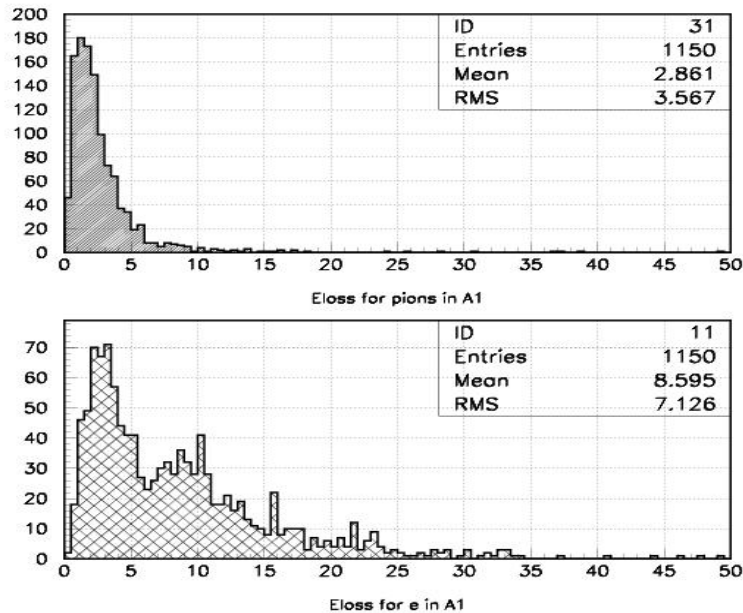 200
180
160
140
120
100
80
60
40
20
0
ID 31
Entries 1150
Mean 2.861
RMS 3.567
0 5 10 15 20 25 30 35 40 45 50
Eloss for pions in A1
70
60
50
40
30
20
10
0
ID 11
Entries 1150
Mean 8.595
RMS 7.126
0 5 10 15 20 25 30 35 40 45 50
Eloss for e in A1